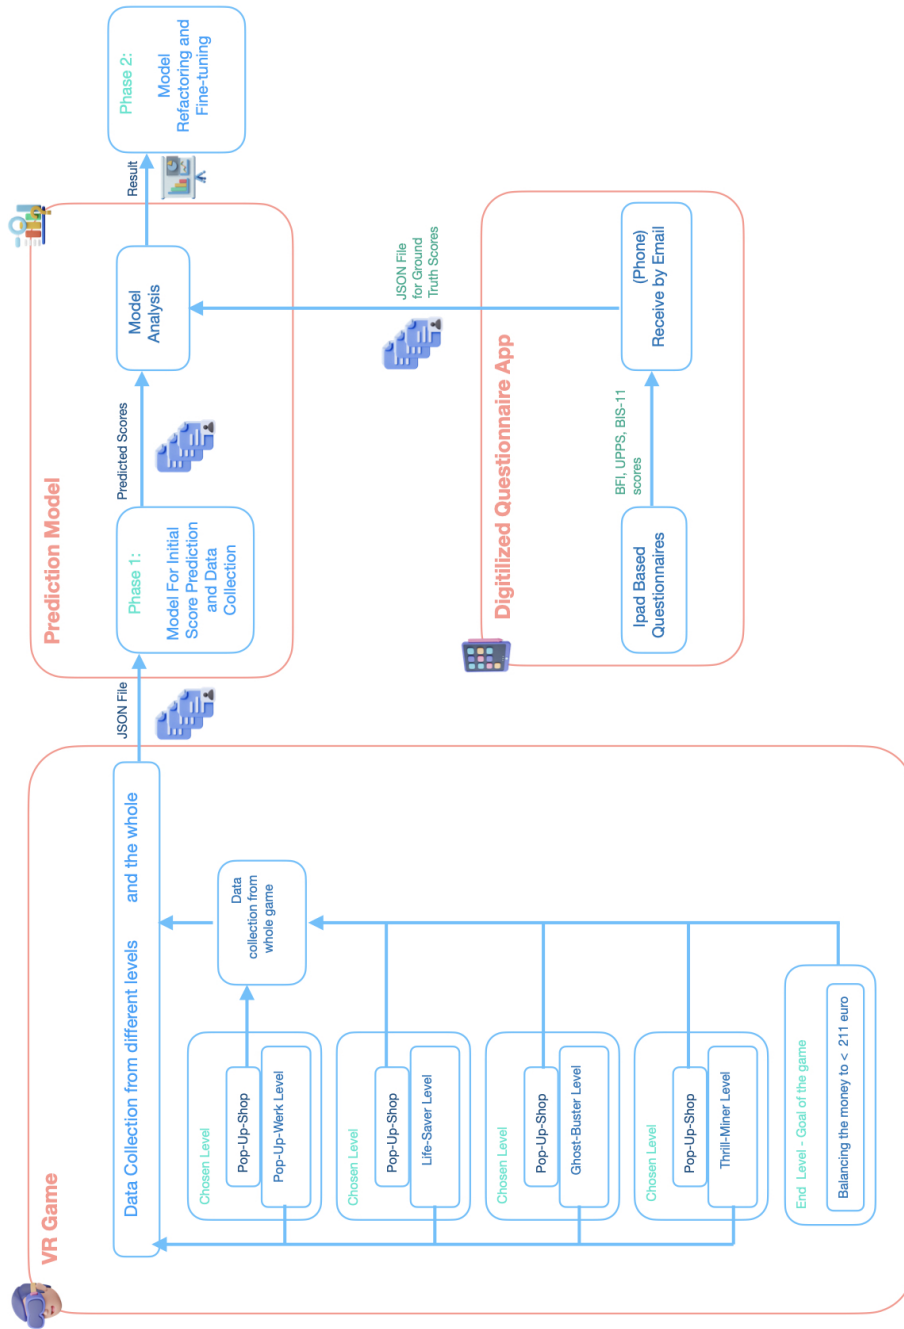 VR Game
Data Collection from different levels and the whole
Chosen Level
Pop-Up-Shop
Pop-Up-Werk Level
Chosen Level
Pop-Up-Shop
Life-Saver Level
Chosen Level
Pop-Up-Shop
Ghost-Buster Level
Chosen Level
Pop-Up-Shop
Thrill-Miner Level
End Level - Goal of the game
Balancing the money to < 211 euro
Data
collection from
whole game
JSON File
Prediction Model
Phase 1:
Model For Initial
Score Prediction
and Data
Collection
Predicted Scores
Model
Analysis
Result
Phase 2:
Model
Refactoring and
Fine-tuning
JSON File
for Ground
Truth Scores
Digitilized Questionnaire App
Ipad Based
Questionnaires
BFI, UPPS, BIS-11
scores
(Phone)
Receive by Email